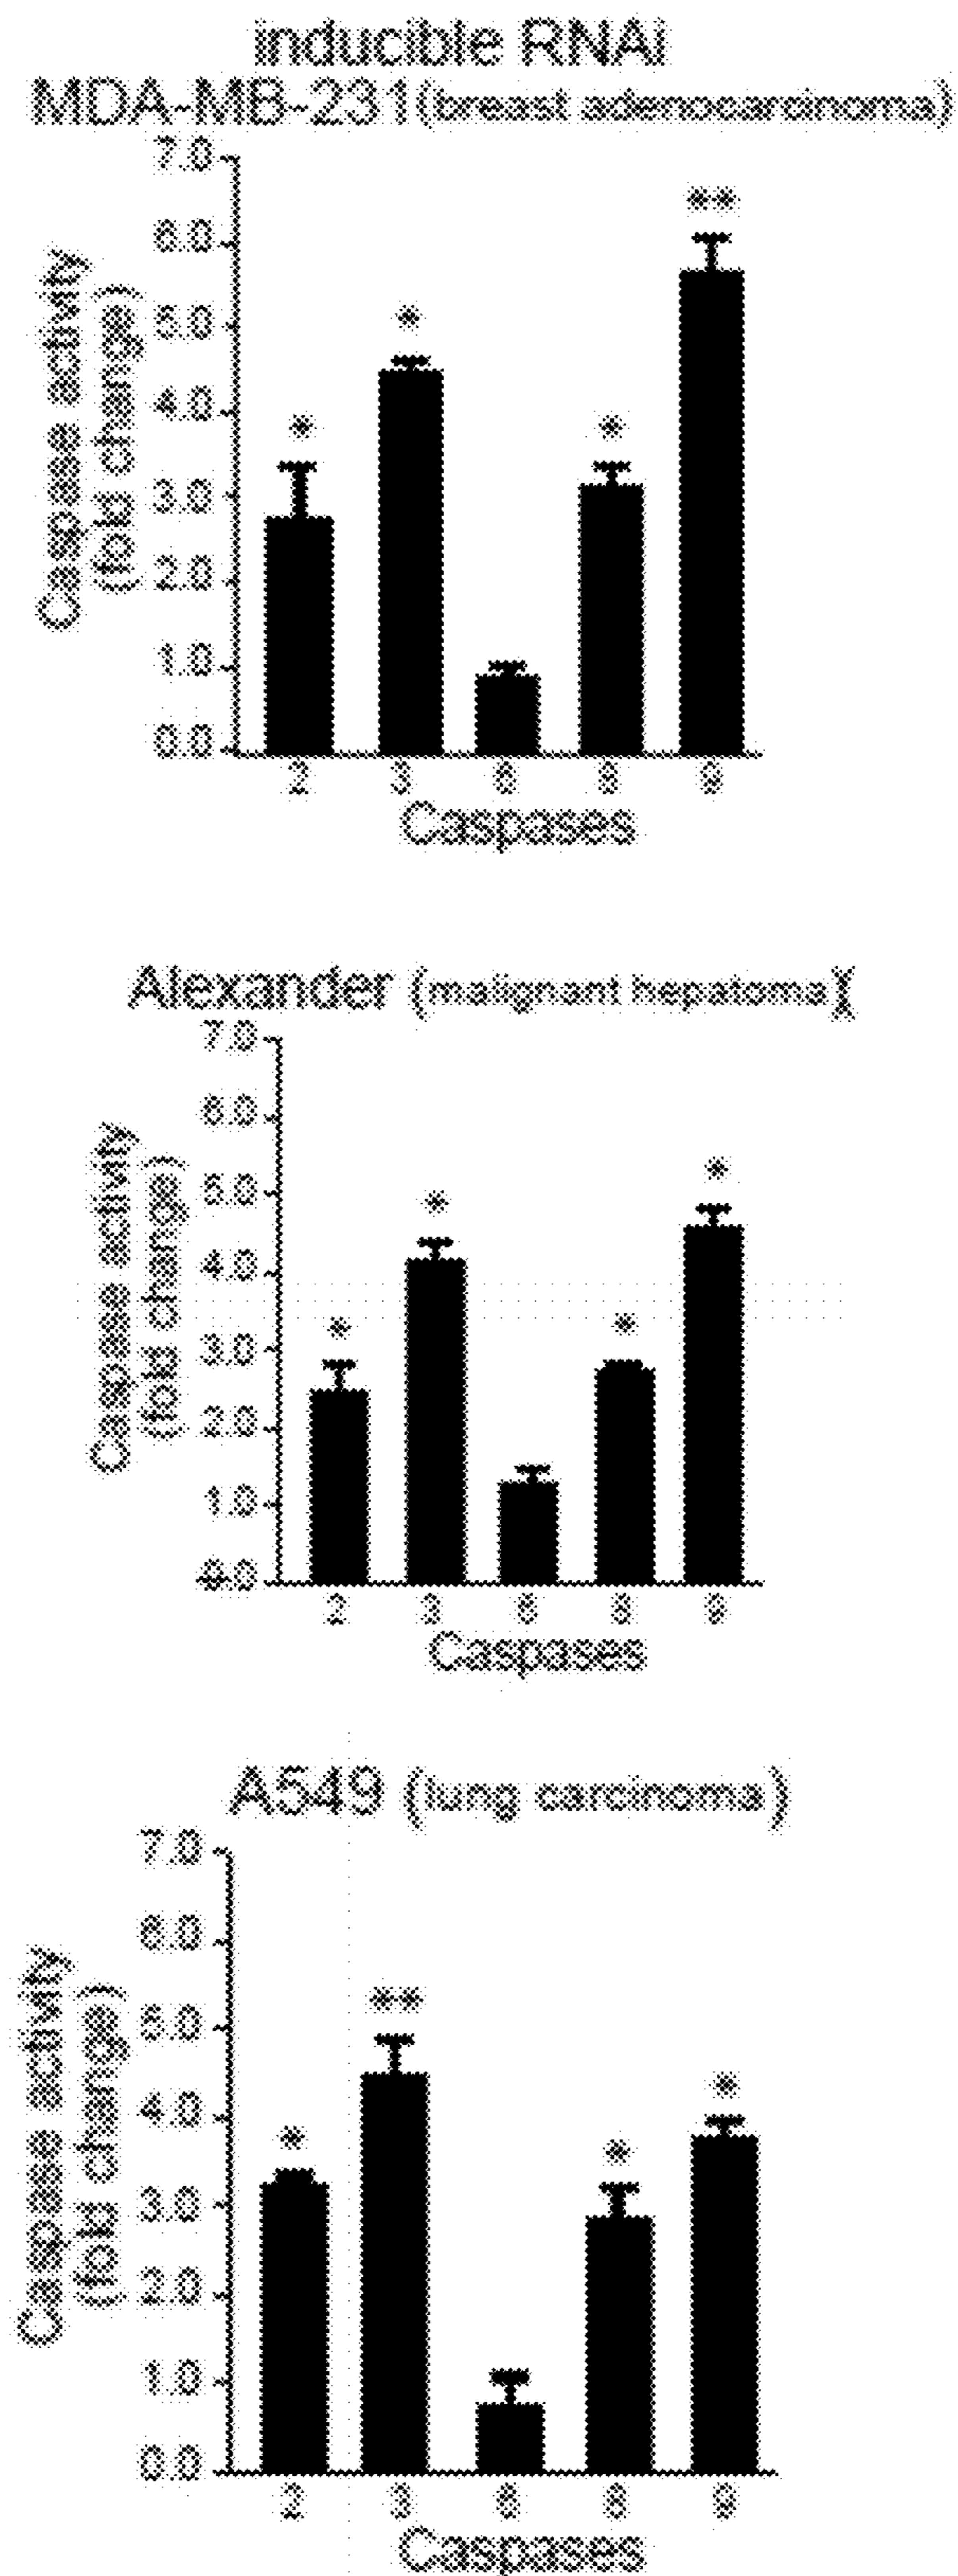 inducible RNAi
MDA-MB-231(breast adenocarcinoma)
Caspase activity
(fold change)
7.0
6.0
5.0
4.0
3.0
2.0
1.0
0.0
*
*
*
**
2 3 6 8 9
Caspases
Alexander (malignant hepatoma)(
Caspase activity
(fold change)
7.0
6.0
5.0
4.0
3.0
2.0
1.0
0.0
*
*
*
*
2 3 6 8 9
Caspases
A549 (lung carcinoma)
Caspase activity
(fold change)
7.0
6.0
5.0
4.0
3.0
2.0
1.0
0.0
*
**
*
*
2 3 6 8 9
Caspases